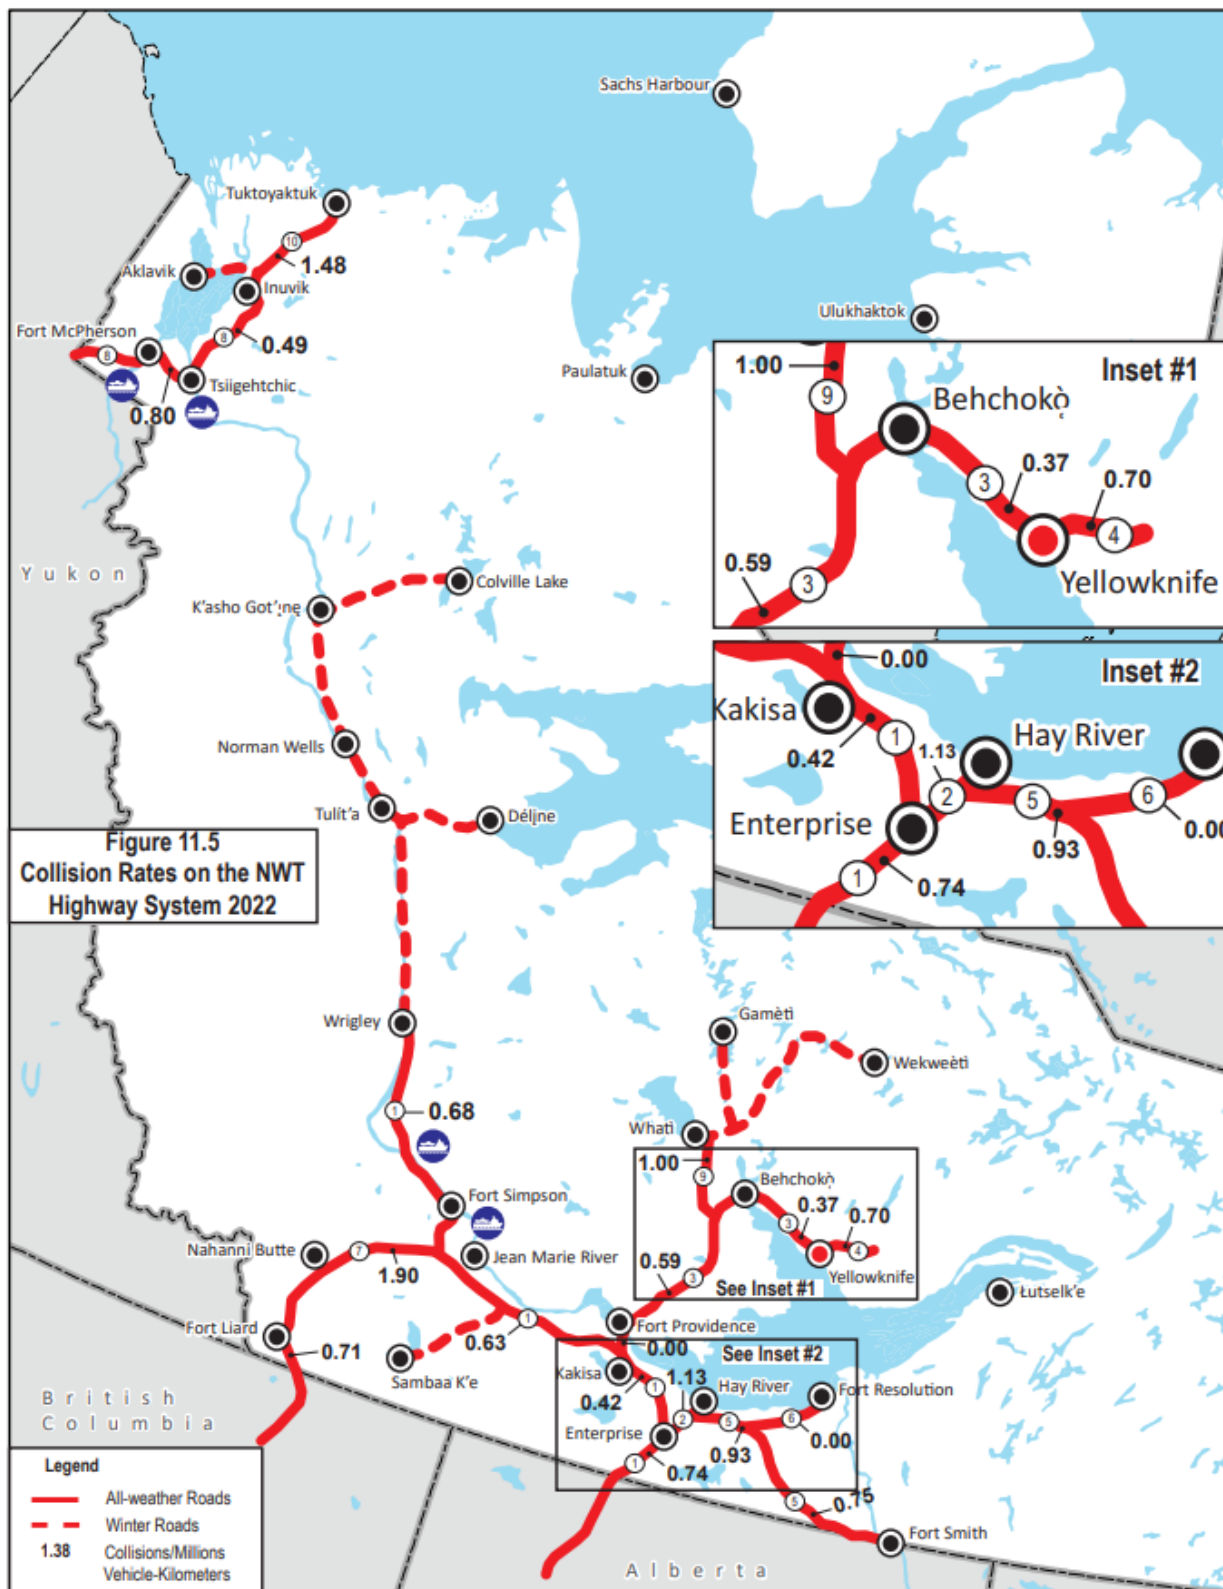 Sachs Harbour
Tuktoyaktuk
10
1.48
Aklavik
Inuvik
Ulukhaktok
Fort McPherson
8
0.49
8
Paulatuk
Tsiigehtchic
0.80
1.00
Inset #1
9
Behchokǫ̀
0.37
3
0.70
4
0.59
3
Yellowknife
Yukon
Colville Lake
K'asho Got'ı̨nę
0.00
Inset #2
Kakisa
Hay River
1
0.42
1.13
2
5
6
Enterprise
0.93
0.00
1
0.74
Norman Wells
Tulít'a
Délı̨nę
Figure 11.5
Collision Rates on the NWT
Highway System 2022
Wrigley
Gamètì
Wekweètì
1
0.68
Whatì
1.00
9
Behchokǫ̀
Fort Simpson
3
0.37
0.70
4
Nahanni Butte
7
1.90
Jean Marie River
Yellowknife
0.59
3
See Inset #1
Łutselk'e
Fort Liard
1
0.63
Fort Providence
0.00
See Inset #2
0.71
Sambaa K'e
Kakisa
1
0.42
1.13
2
Hay River
Fort Resolution
5
6
Enterprise
0.93
0.00
1
0.74
5
0.75
Fort Smith
British
Columbia
Alberta
Legend
All-weather Roads
Winter Roads
1.38
Collisions/Millions
Vehicle-Kilometers